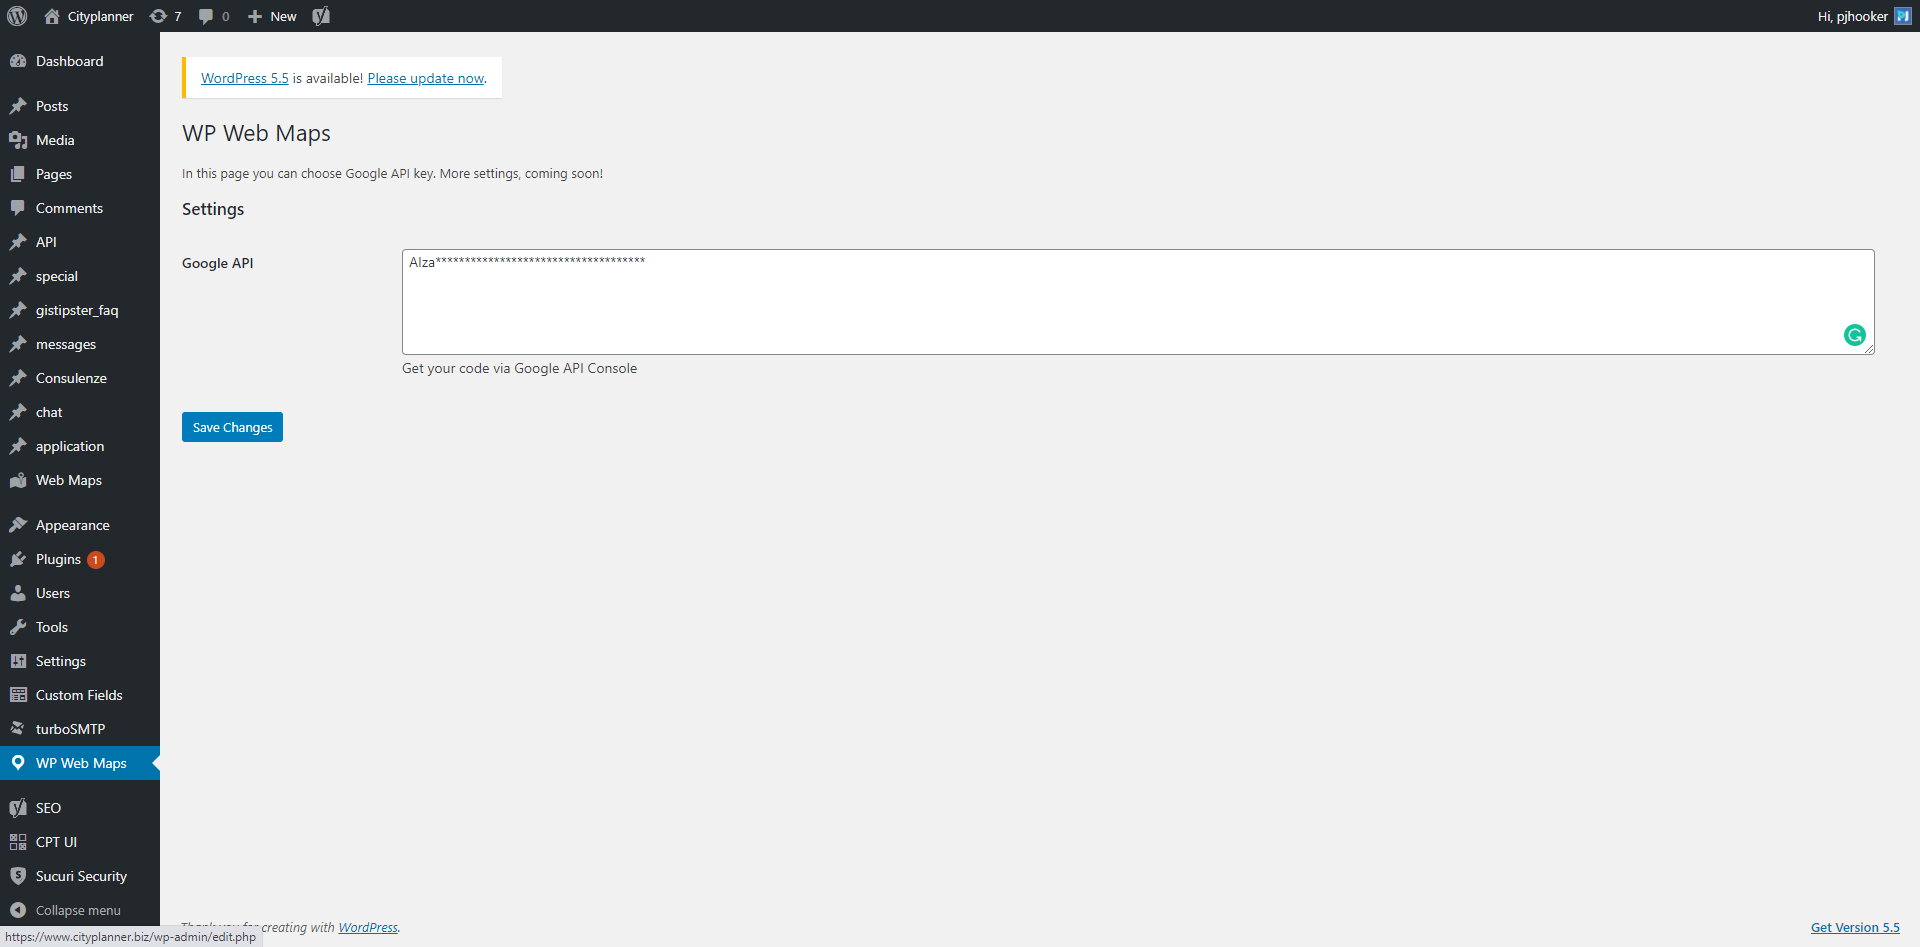 Cityplanner 7 0 New
Hi, pjhooker
Dashboard
Posts
Media
Pages
Comments
API
special
gistipster_faq
messages
Consulenze
chat
application
Web Maps
Appearance
Plugins 1
Users
Tools
Settings
Custom Fields
turboSMTP
WP Web Maps
SEO
CPT UI
Sucuri Security
Collapse menu
WordPress 5.5 is available! Please update now.
WP Web Maps
In this page you can choose Google API key. More settings, coming soon!
Settings
Google API
AIza************************************
Get your code via Google API Console
Save Changes
Thank you for creating with WordPress.
Get Version 5.5
https://www.cityplanner.biz/wp-admin/edit.php